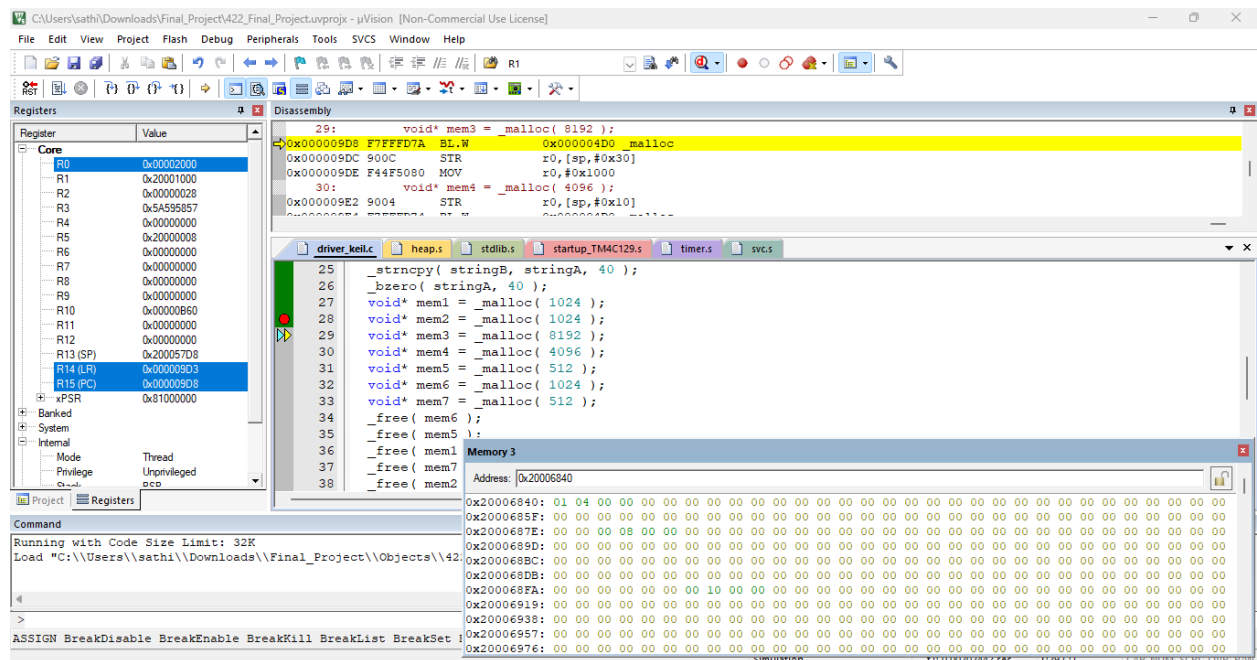 C:\Users\sathi\Downloads\Final_Project\422_Final_Project.uvprojx - µVision [Non-Commercial Use License]
File Edit View Project Flash Debug Peripherals Tools SVCS Window Help
R1
Registers
Register Value
Core
R0 0x00002000
R1 0x20001000
R2 0x00000028
R3 0x5A595857
R4 0x00000000
R5 0x20000008
R6 0x00000000
R7 0x00000000
R8 0x00000000
R9 0x00000000
R10 0x00000B60
R11 0x00000000
R12 0x00000000
R13 (SP) 0x200057D8
R14 (LR) 0x000009D3
R15 (PC) 0x000009D8
xPSR 0x81000000
Banked
System
Internal
Mode Thread
Privilege Unprivileged
Project Registers
Disassembly
29: void* mem3 = _malloc( 8192 );
0x000009D8 F7FFFD7A BL.W 0x000004D0 _malloc
0x000009DC 900C STR r0,[sp,#0x30]
0x000009DE F44F5080 MOV r0,#0x1000
30: void* mem4 = _malloc( 4096 );
0x000009E2 9004 STR r0,[sp,#0x10]
driver_keil.c heap.s stdlib.s startup_TM4C129.s timer.s svc.s
25 _strncpy( stringB, stringA, 40 );
26 _bzero( stringA, 40 );
27 void* mem1 = _malloc( 1024 );
28 void* mem2 = _malloc( 1024 );
29 void* mem3 = _malloc( 8192 );
30 void* mem4 = _malloc( 4096 );
31 void* mem5 = _malloc( 512 );
32 void* mem6 = _malloc( 1024 );
33 void* mem7 = _malloc( 512 );
34 _free( mem6 );
35 _free( mem5 );
36 _free( mem1
37 _free( mem7
38 _free( mem2
Command
Running with Code Size Limit: 32K
Load "C:\\Users\\sathi\\Downloads\\Final_Project\\Objects\\42
>
ASSIGN BreakDisable BreakEnable BreakKill BreakList BreakSet
Memory 3
Address: 0x20006840
0x20006840: 01 04 00 00 00 00 00 00 00 00 00 00 00 00 00 00 00 00 00 00 00 00 00 00 00 00 00 00 00 00 00
0x2000685F: 00 00 00 00 00 00 00 00 00 00 00 00 00 00 00 00 00 00 00 00 00 00 00 00 00 00 00 00 00 00 00
0x2000687E: 00 00 00 08 00 00 00 00 00 00 00 00 00 00 00 00 00 00 00 00 00 00 00 00 00 00 00 00 00 00 00
0x2000689D: 00 00 00 00 00 00 00 00 00 00 00 00 00 00 00 00 00 00 00 00 00 00 00 00 00 00 00 00 00 00 00
0x200068BC: 00 00 00 00 00 00 00 00 00 00 00 00 00 00 00 00 00 00 00 00 00 00 00 00 00 00 00 00 00 00 00
0x200068DB: 00 00 00 00 00 00 00 00 00 00 00 00 00 00 00 00 00 00 00 00 00 00 00 00 00 00 00 00 00 00 00
0x200068FA: 00 00 00 00 00 00 00 10 00 00 00 00 00 00 00 00 00 00 00 00 00 00 00 00 00 00 00 00 00 00 00
0x20006919: 00 00 00 00 00 00 00 00 00 00 00 00 00 00 00 00 00 00 00 00 00 00 00 00 00 00 00 00 00 00 00
0x20006938: 00 00 00 00 00 00 00 00 00 00 00 00 00 00 00 00 00 00 00 00 00 00 00 00 00 00 00 00 00 00 00
0x20006957: 00 00 00 00 00 00 00 00 00 00 00 00 00 00 00 00 00 00 00 00 00 00 00 00 00 00 00 00 00 00 00
0x20006976: 00 00 00 00 00 00 00 00 00 00 00 00 00 00 00 00 00 00 00 00 00 00 00 00 00 00 00 00 00 00 00